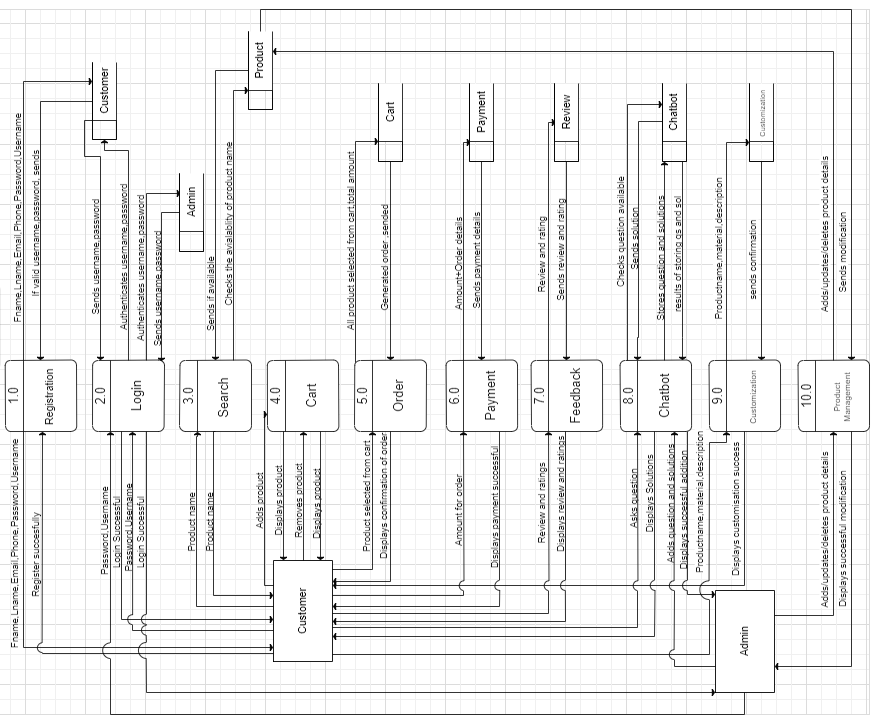 Product
Customer
Cart
Payment
Review
Chatbot
Customization
Admin
Fname,Lname,Email,Phone,Password,Username
If valid username,password, sends
Sends username,password
Authenticates username,password
Authenticates username,password
Sends username,password
Sends if available
Checks the avialablity of product name
All product selected from cart,total amount
Generated order sended
Amount+Order details
Sends payment details
Review and rating
Sends review and rating
Checks question available
Sends solution
Stores question and solutions
results of storing qs and sol
Productname,material,description
sends confirmation
Adds/updates/deletes product details
Sends modification
1.0
Registration
2.0
Login
3.0
Search
4.0
Cart
5.0
Order
6.0
Payment
7.0
Feedback
8.0
Chatbot
9.0
Customization
10.0
Product
Management
Fname,Lname,Email,Phone,Password,Username
Register succesfully
Password,Username
Login Successful
Password,Username
Login Successful
Product name
Product name
Adds product
Displays product
Removes product
Displays product
Product selected from cart
Displays confirmation of order
Amount for order
Displays payment successful
Review and ratings
Displays review and ratings
Asks question
Displays Solutions
Adds question and solutions
Displays successful addition
Productname,material,description
Displays customisation success
Adds/updates/deletes product details
Displays successful modification
Customer
Admin